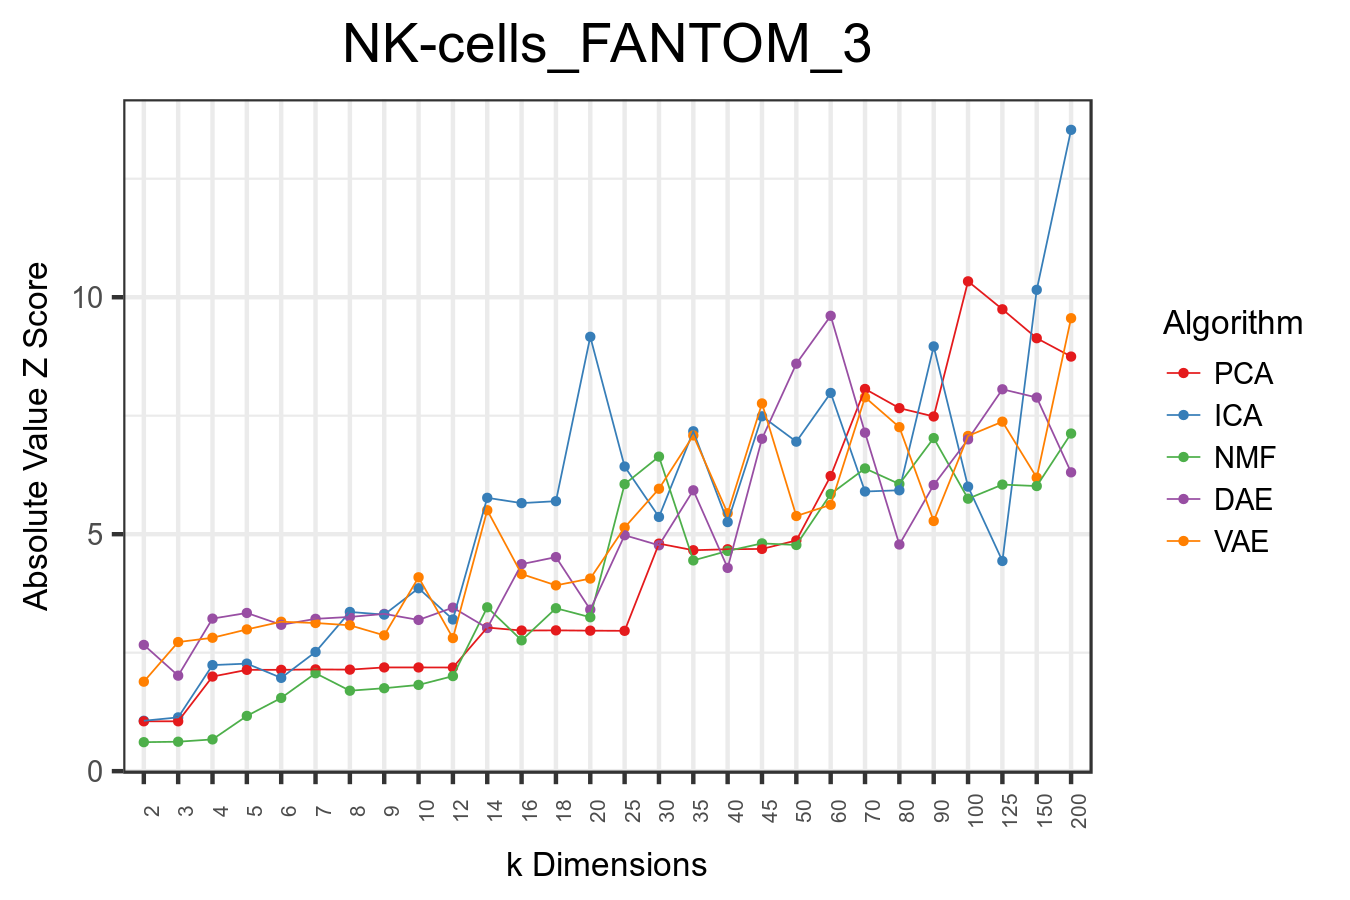 NK-cells_FANTOM_3
Absolute Value Z Score
10
5
0
2 3 4 5 6 7 8 9 10 12 14 16 18 20 25 30 35 40 45 50 60 70 80 90 100 125 150 200
k Dimensions
Algorithm
PCA
ICA
NMF
DAE
VAE